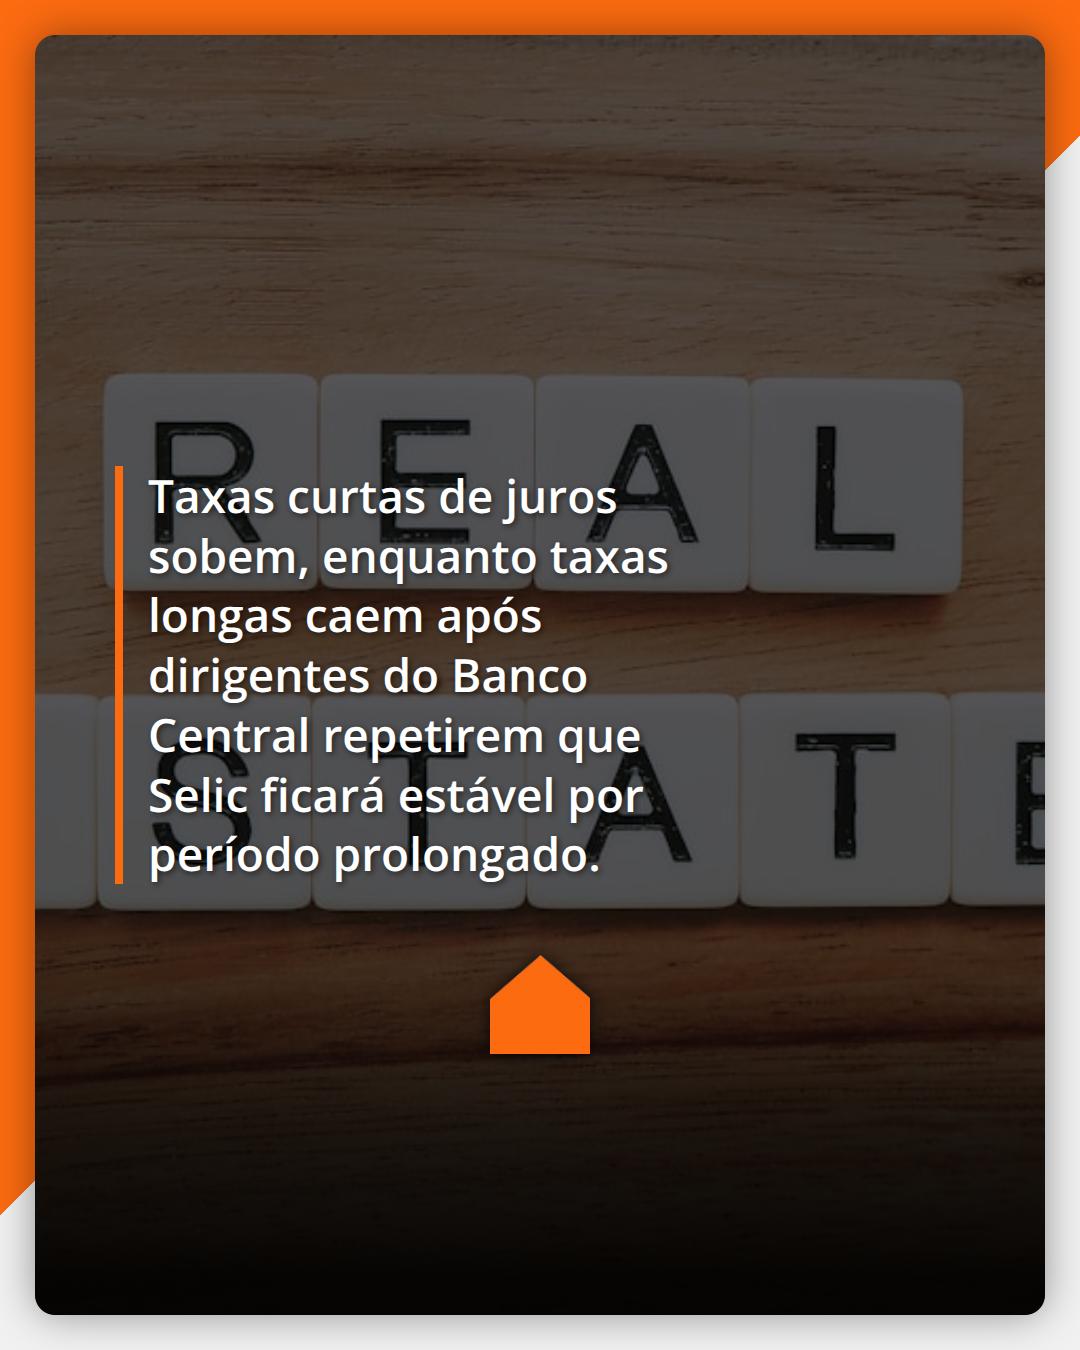 REAL
Taxas curtas de juros
sobem, enquanto taxas
longas caem após
dirigentes do Banco
Central repetirem que
Selic ficará estável por
período prolongado.
STATE